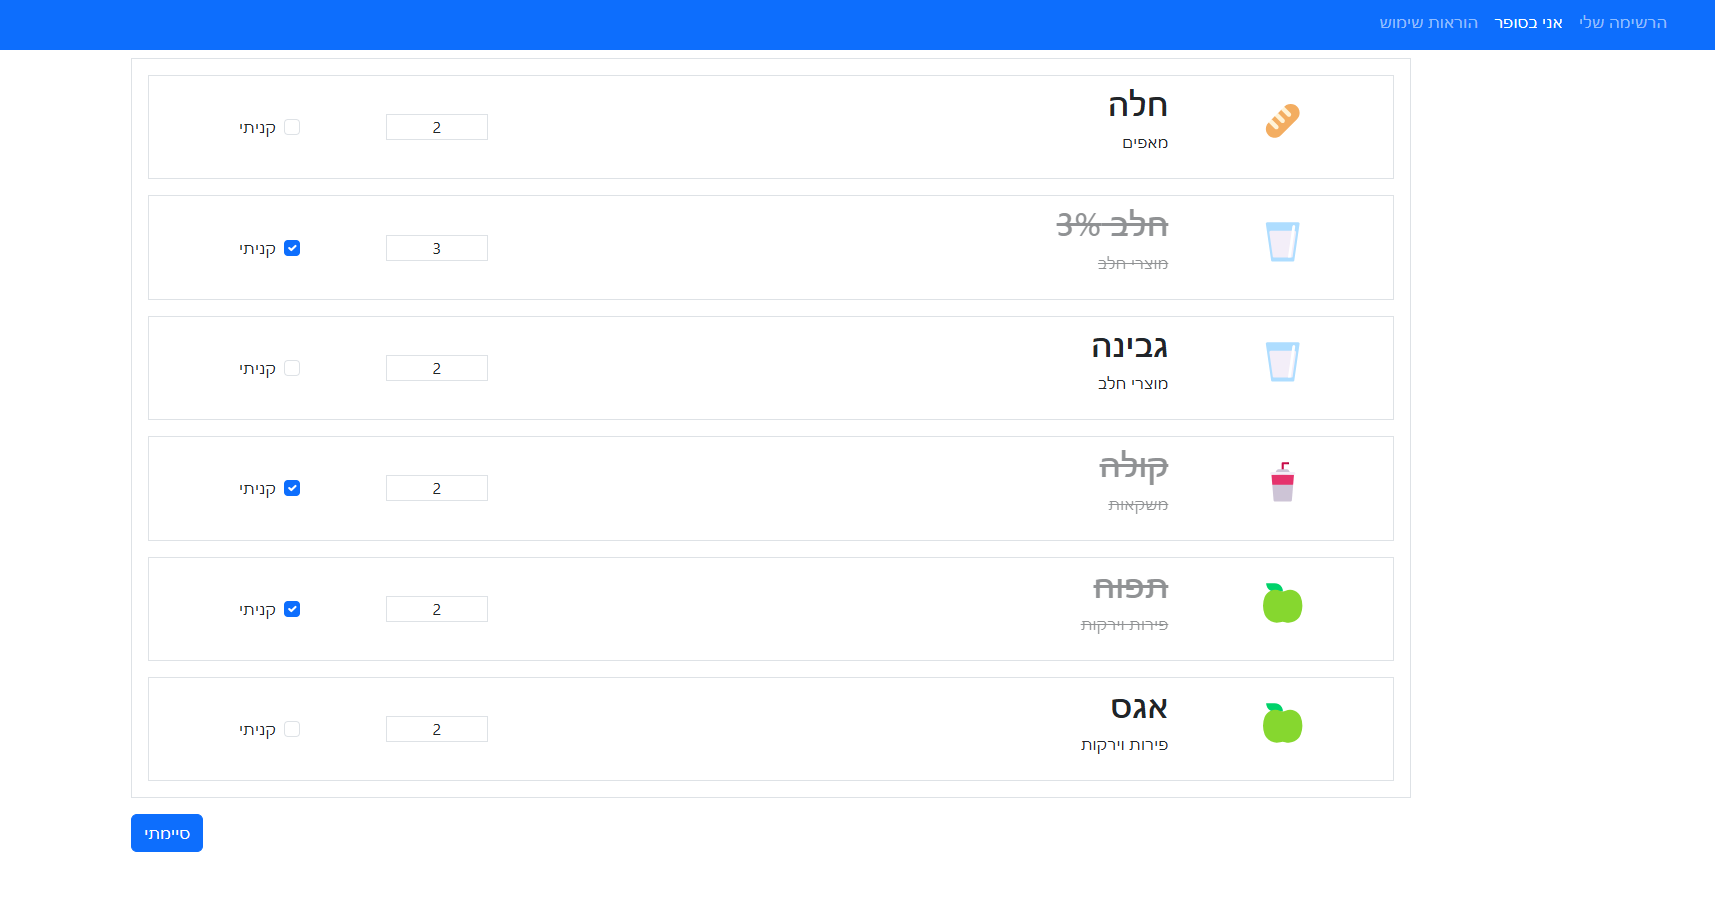 הרשימה שלי אני בסופר הוראות שימוש
חלה
מאפים
2
קניתי
חלב 3%
מוצרי חלב
3
קניתי
גבינה
מוצרי חלב
2
קניתי
קולה
משקאות
2
קניתי
תפוח
פירות וירקות
2
קניתי
אגס
פירות וירקות
2
קניתי
סיימתי